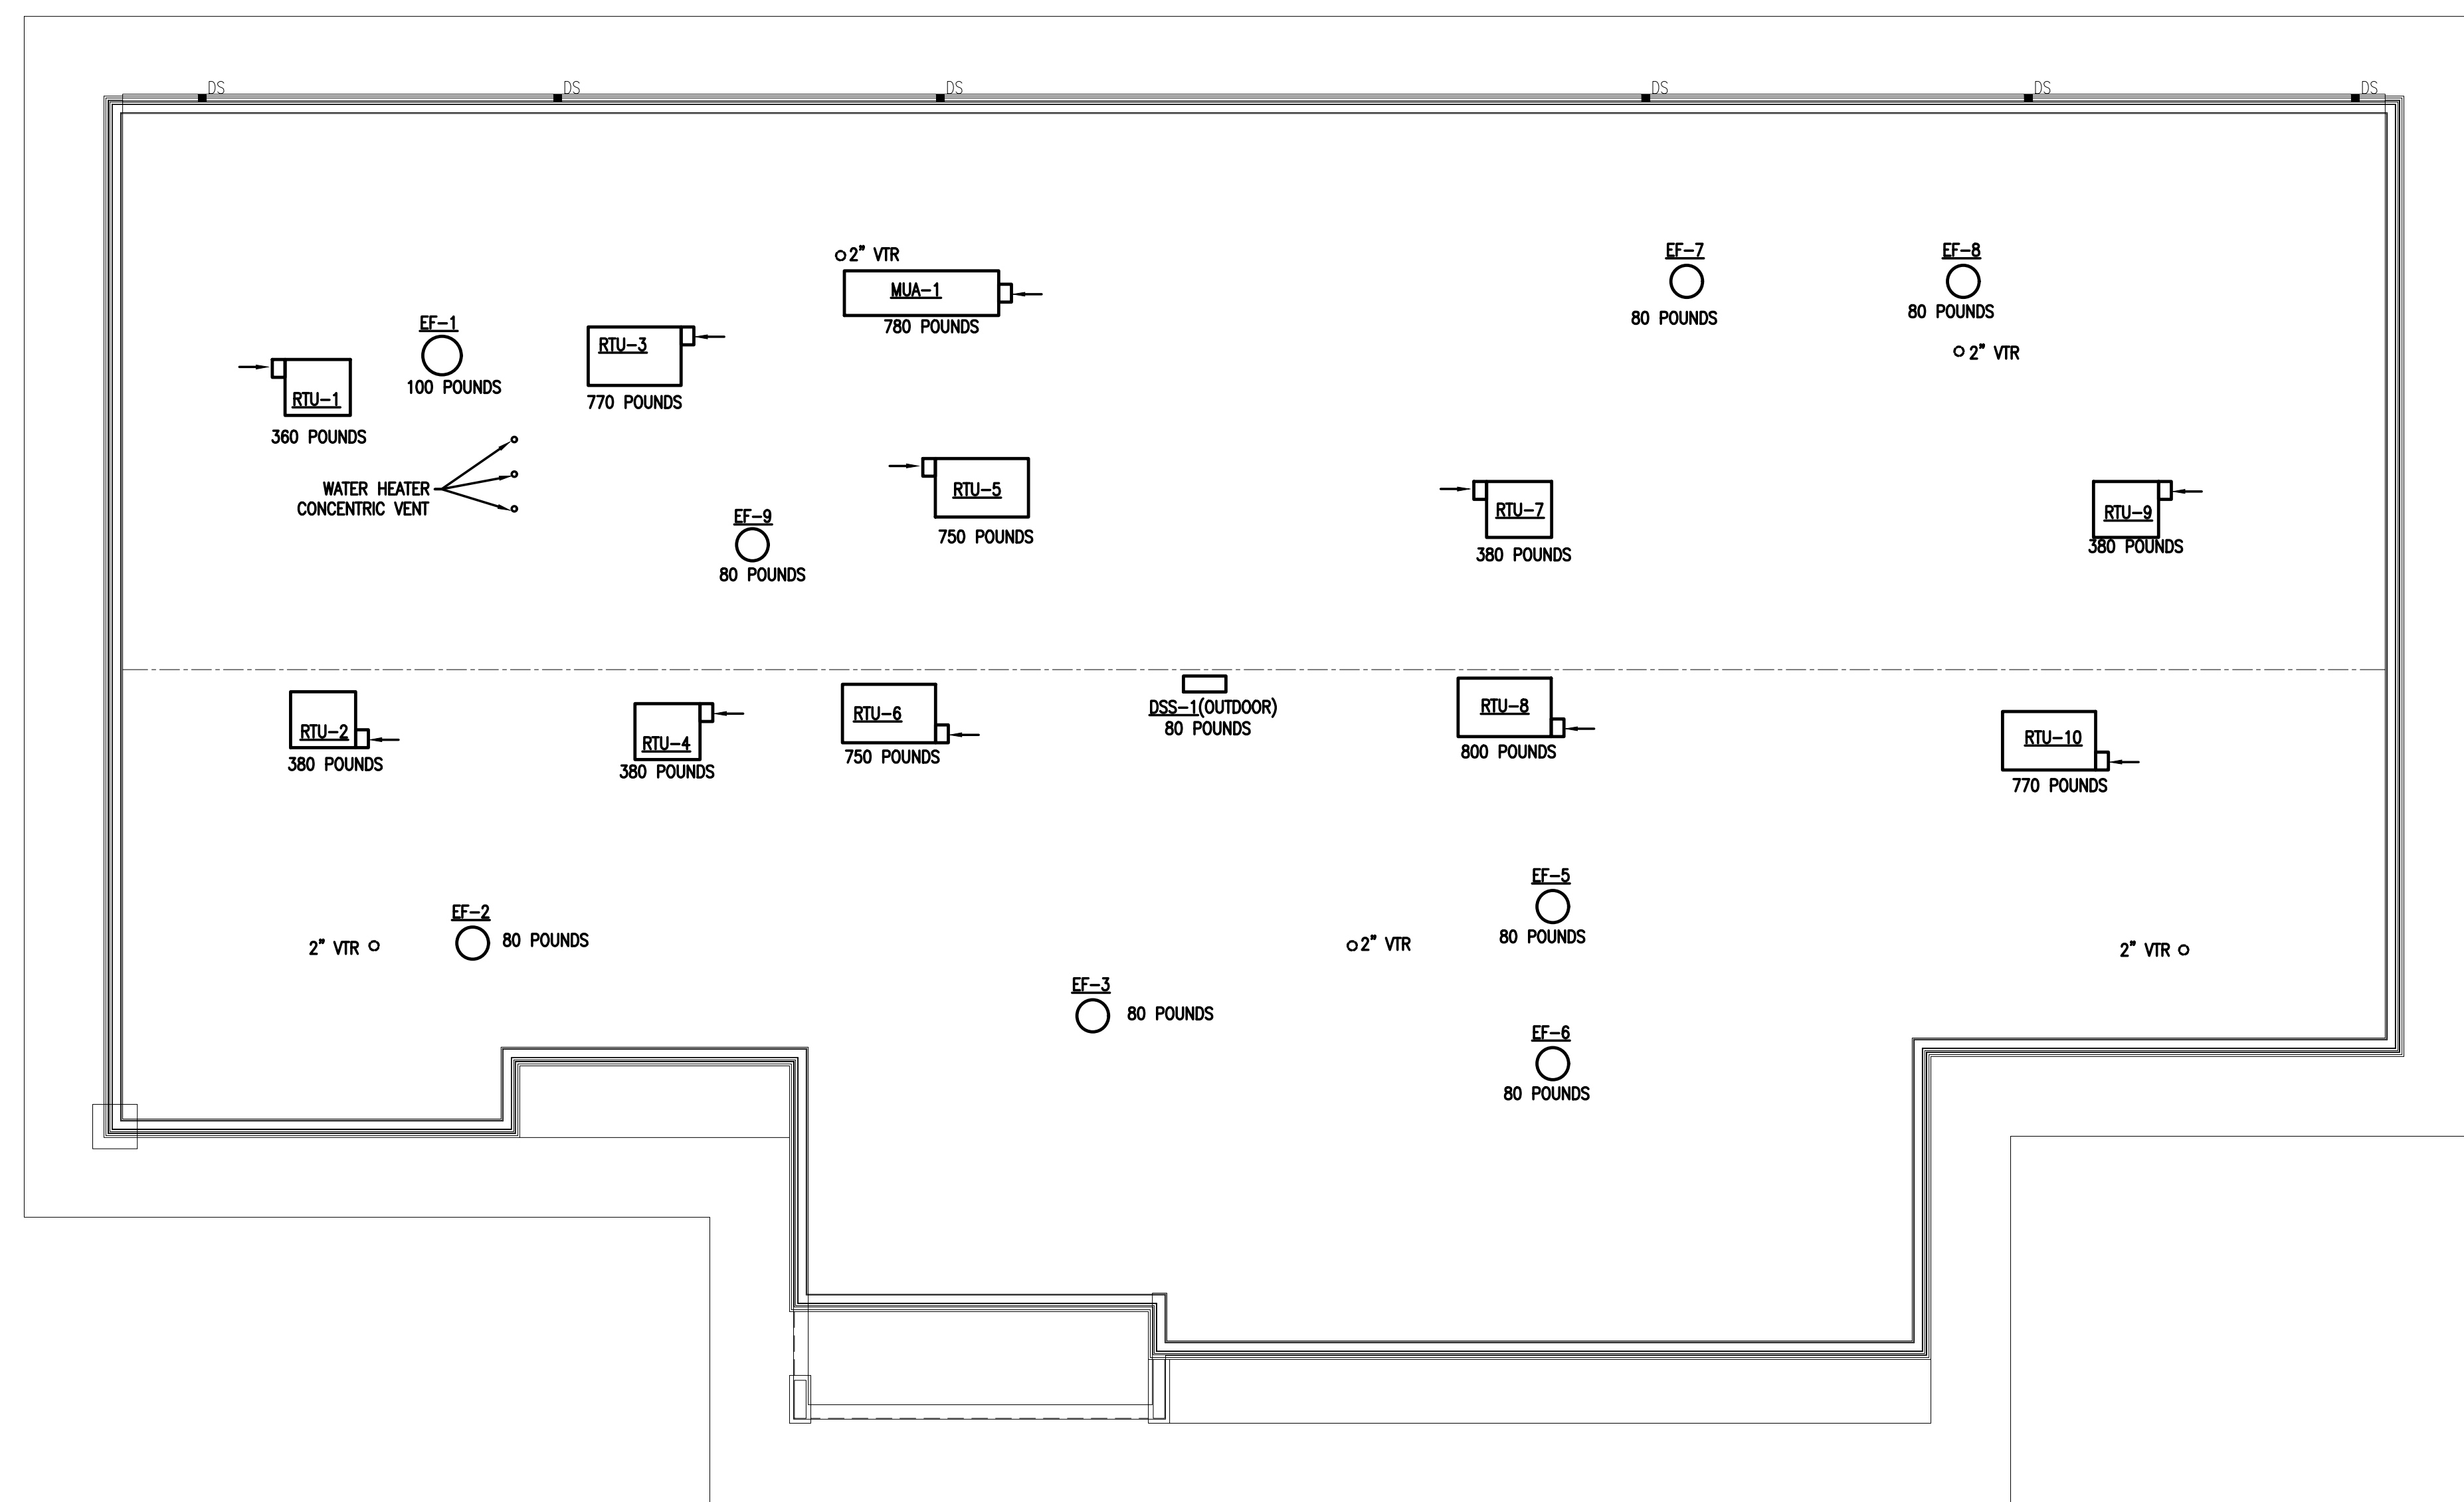 DS
DS
DS
DS
DS
DS
2" VTR
MUA-1
780 POUNDS
EF-7
80 POUNDS
EF-8
80 POUNDS
2" VTR
EF-1
100 POUNDS
RTU-3
770 POUNDS
RTU-1
360 POUNDS
WATER HEATER
CONCENTRIC VENT
RTU-5
750 POUNDS
EF-9
80 POUNDS
RTU-7
380 POUNDS
RTU-9
380 POUNDS
RTU-2
380 POUNDS
RTU-4
380 POUNDS
RTU-6
750 POUNDS
DSS-1(OUTDOOR)
80 POUNDS
RTU-8
800 POUNDS
RTU-10
770 POUNDS
2" VTR
EF-2
80 POUNDS
EF-3
80 POUNDS
2" VTR
EF-5
80 POUNDS
EF-6
80 POUNDS
2" VTR